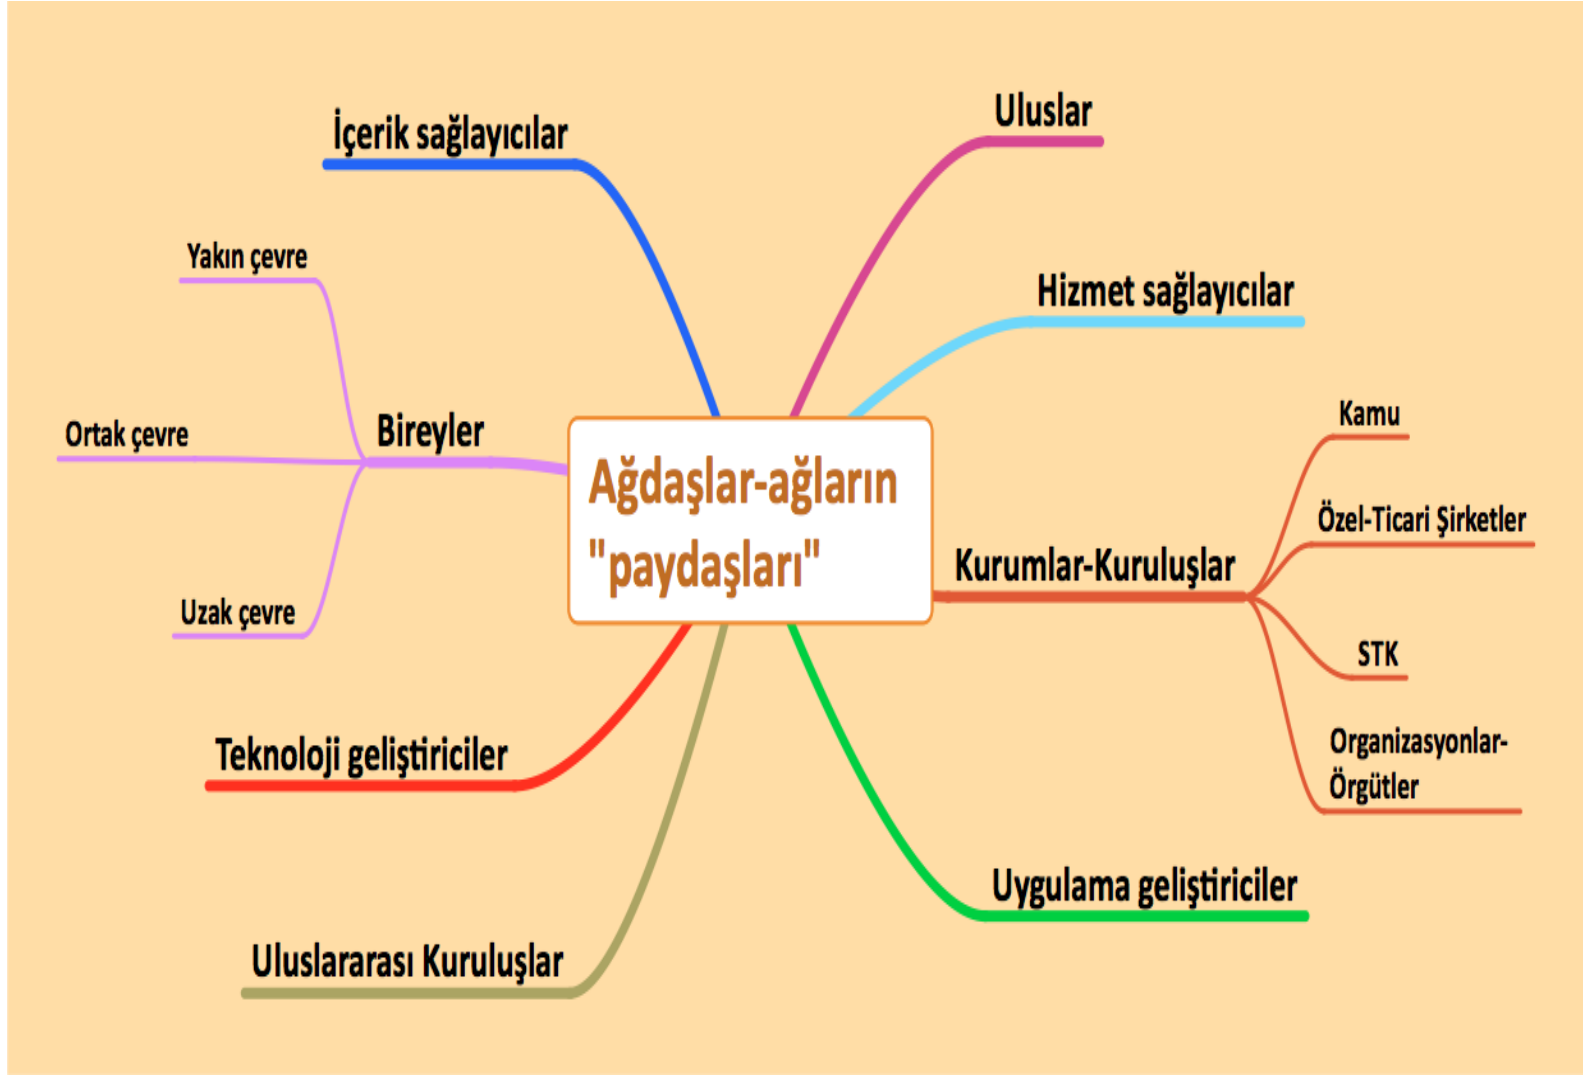 İçerik sağlayıcılar
Uluslar
Yakın çevre
Hizmet sağlayıcılar
Ortak çevre
Bireyler
Uzak çevre
Ağdaşlar-ağların
"paydaşları"
Kurumlar-Kuruluşlar
Kamu
Özel-Ticari Şirketler
STK
Organizasyonlar-
Örgütler
Teknoloji geliştiriciler
Uygulama geliştiriciler
Uluslararası Kuruluşlar